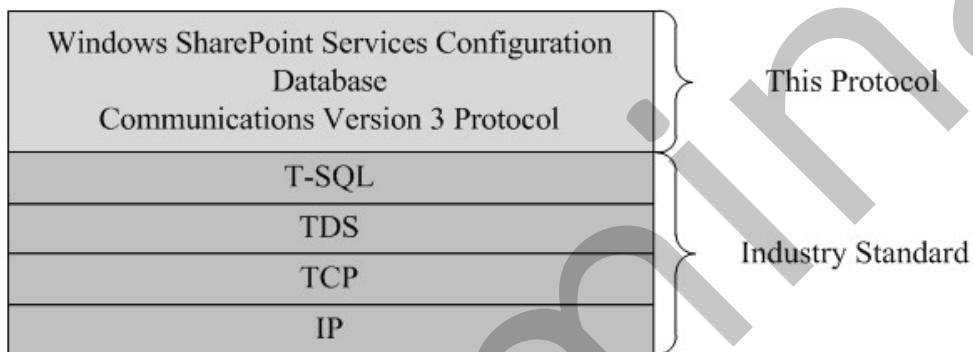 Windows SharePoint Services Configuration
Database
Communications Version 3 Protocol
This Protocol
T-SQL
TDS
TCP
IP
Industry Standard